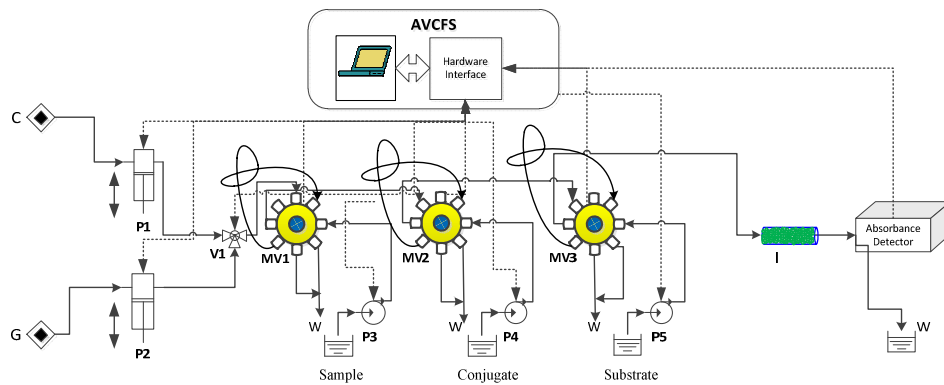 AVCFS
Hardware
Interface
C
P1
V1
MV1
MV2
MV3
I
Absorbance
Detector
G
P2
W
P3
W
P4
W
P5
W
Sample
Conjugate
Substrate